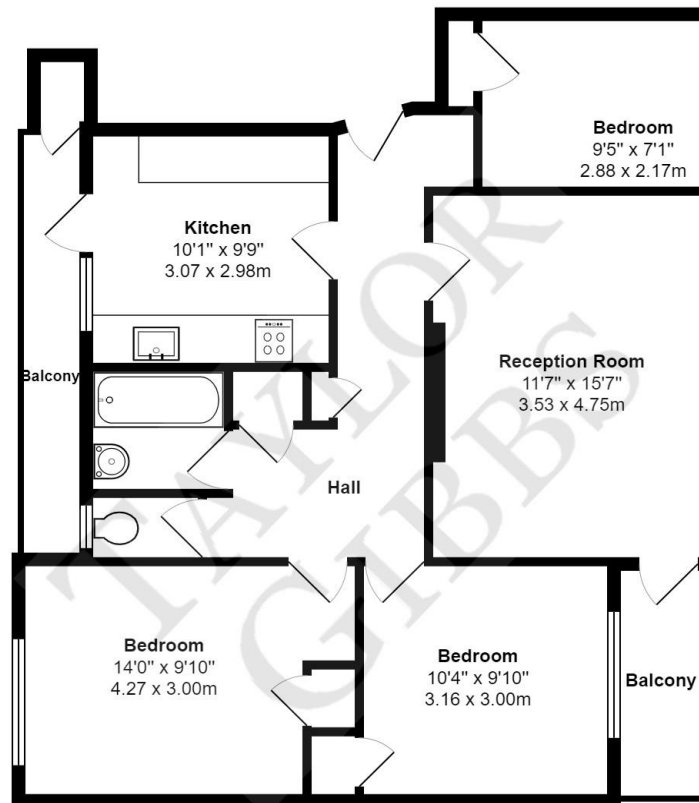 Bedroom
9'5" x 7'1"
2.88 x 2.17m
Kitchen
10'1" x 9'9"
3.07 x 2.98m
Balcony
Reception Room
11'7" x 15'7"
3.53 x 4.75m
Hall
Bedroom
14'0" x 9'10"
4.27 x 3.00m
Bedroom
10'4" x 9'10"
3.16 x 3.00m
Balcony
TAYLOR
GIBBS